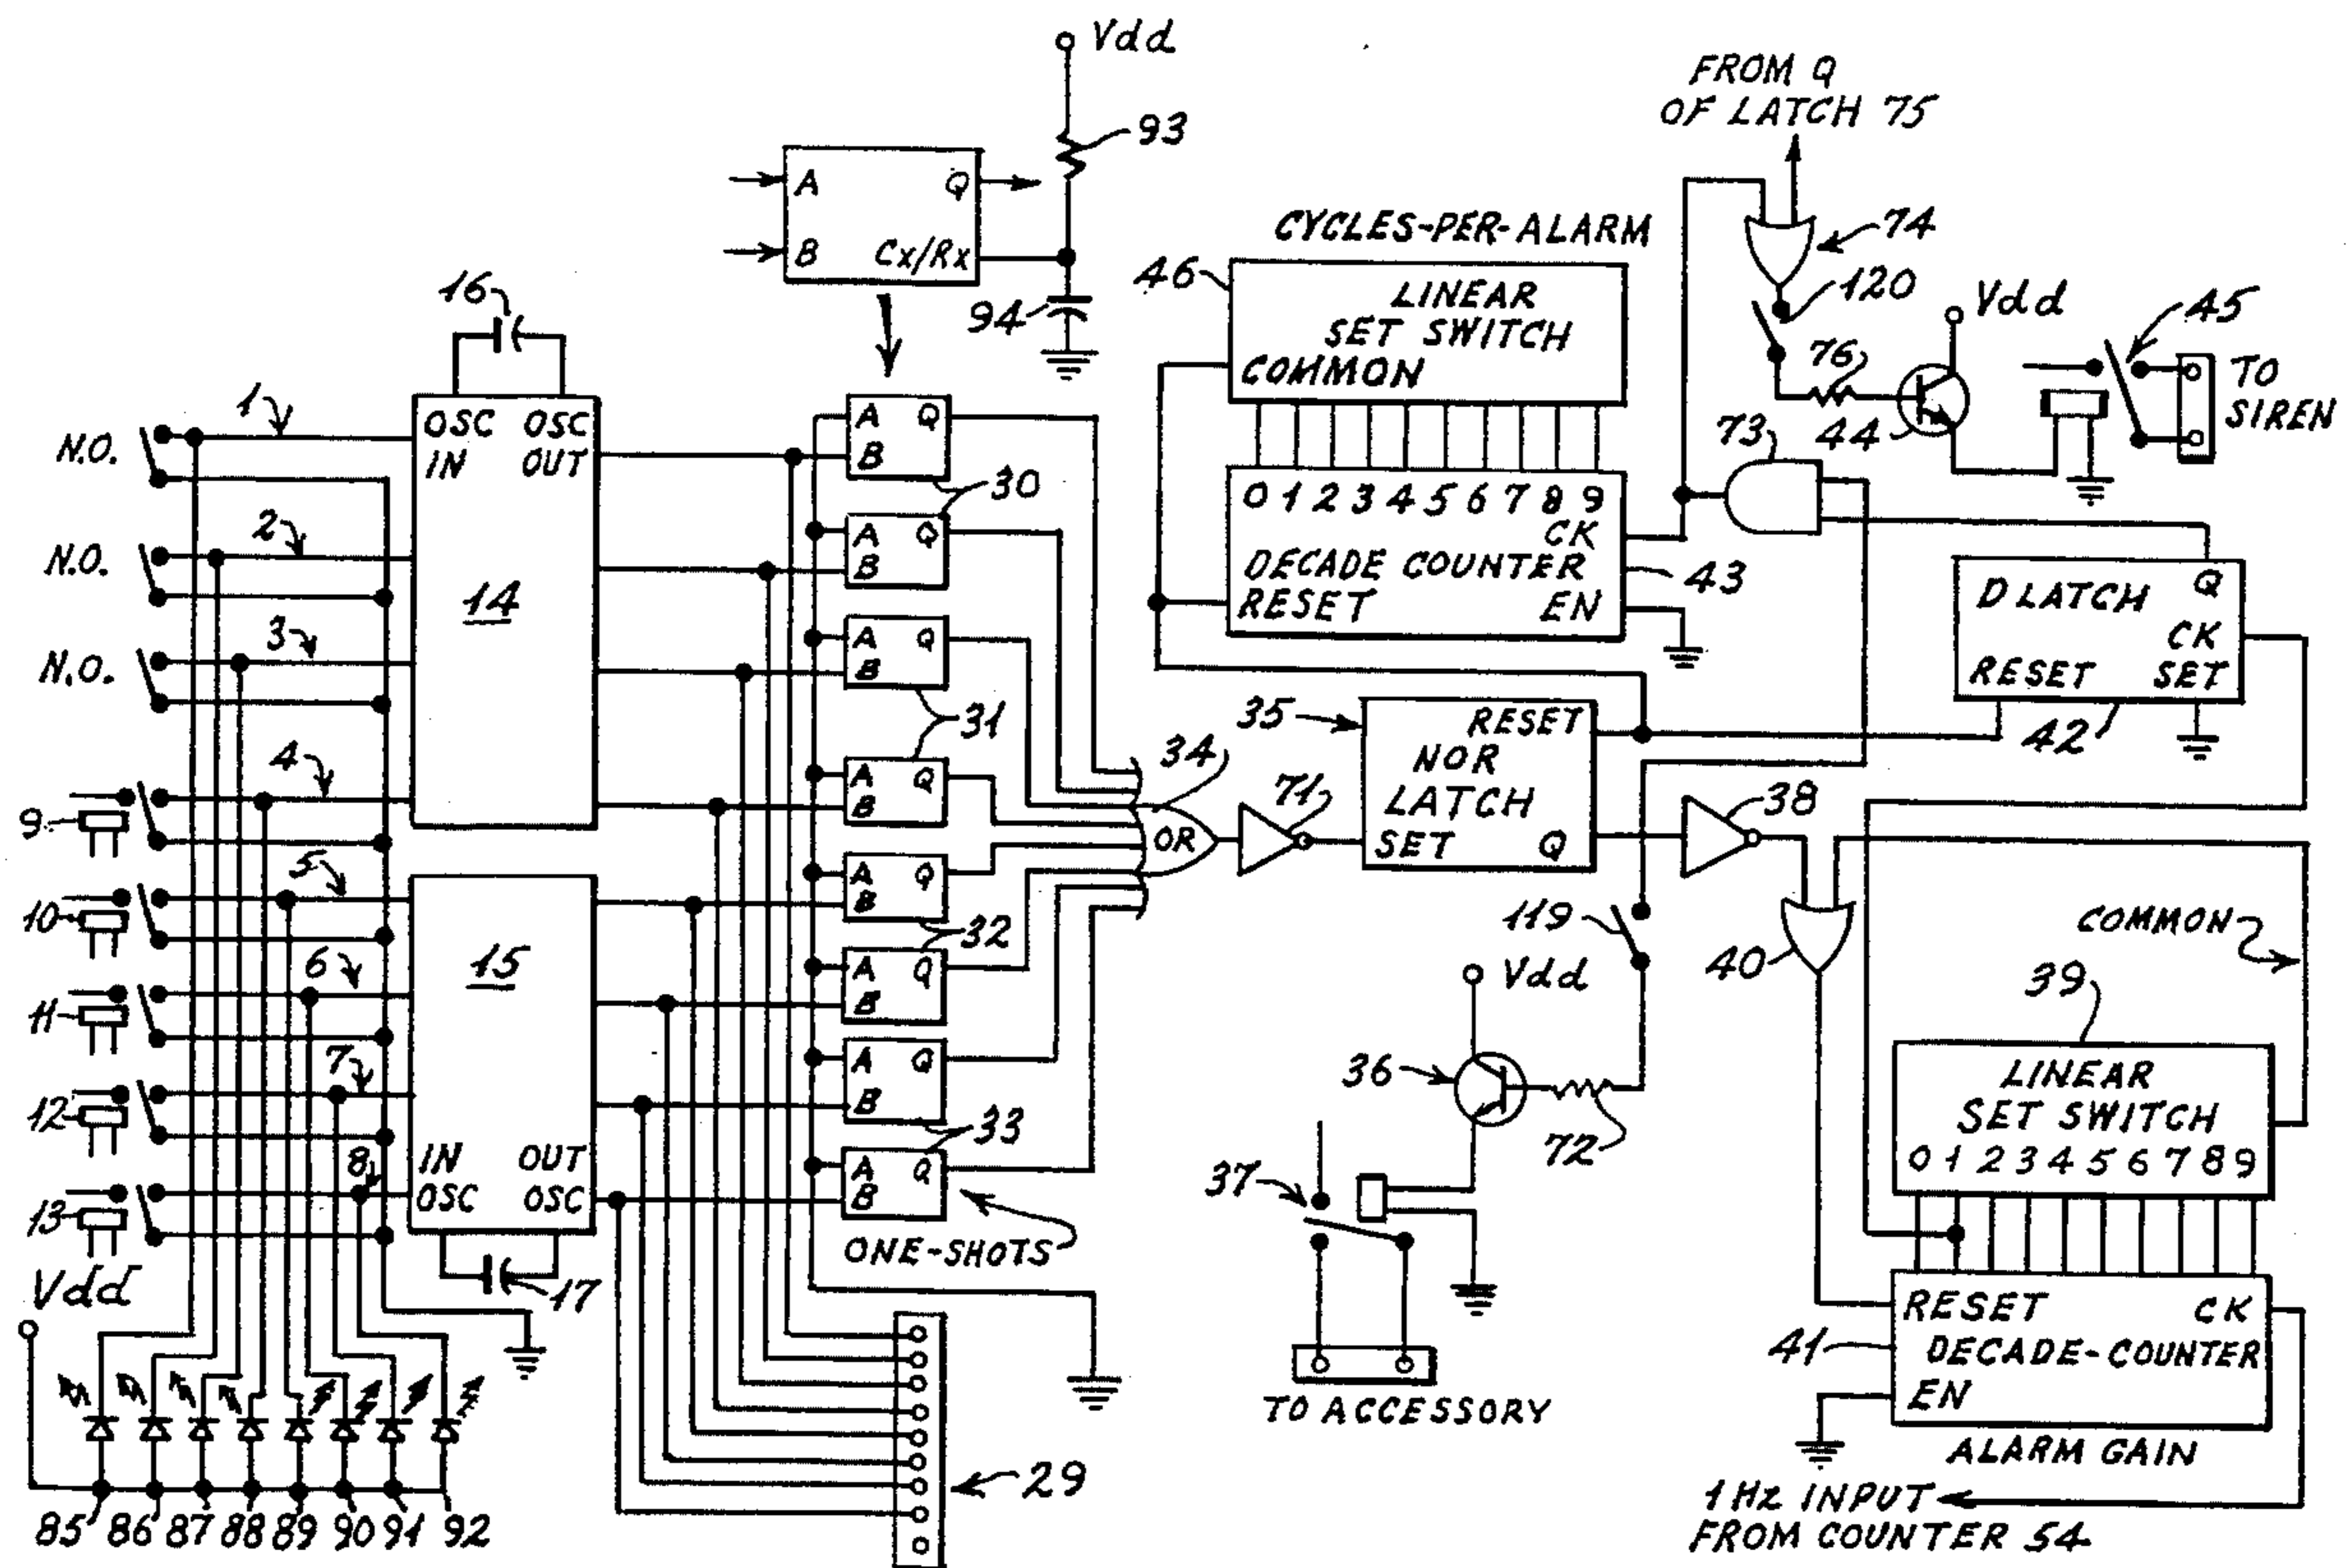 Vdd
93
A Q
B Cx/Rx
94
FROM Q
OF LATCH 75
74
120
Vdd
45
76
TO
SIREN
44
73
CYCLES-PER-ALARM
46
LINEAR
SET SWITCH
COMMON
0 1 2 3 4 5 6 7 8 9
CK
DECADE COUNTER
43
RESET EN
Q
D LATCH
CK
RESET SET
42
16
1
N.O.
OSC OSC
IN OUT
2
N.O.
14
3
N.O.
4
9
5
10
15
6
11
7
12
8
IN OUT
OSC OSC
13
17
Vdd
85 86 87 88 89 90 91 92
A Q
B
30
A Q
B
A Q
B
31
A Q
B
A Q
B
32
A Q
B
A Q
B
33
A Q
B
ONE-SHOTS
29
34
OR
71
35
RESET
NOR
LATCH
SET Q
38
119
40
COMMON
Vdd
36
72
37
TO ACCESSORY
39
LINEAR
SET SWITCH
0 1 2 3 4 5 6 7 8 9
RESET CK
41
DECADE-COUNTER
EN
ALARM GAIN
1 Hz INPUT
FROM COUNTER 54